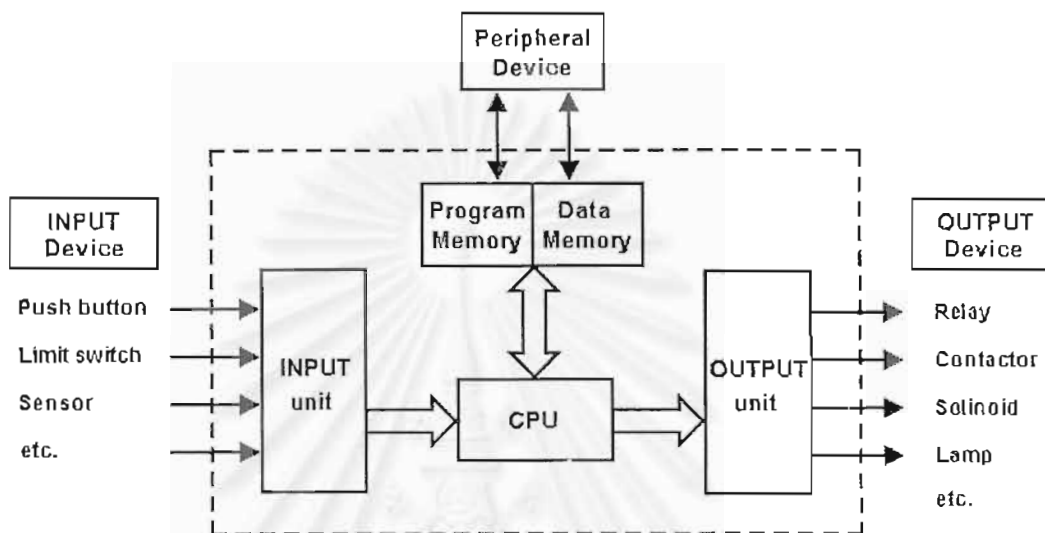 Peripheral
Device
Program
Memory
Data
Memory
INPUT
Device
Push button
Limit switch
Sensor
etc.
INPUT
unit
CPU
OUTPUT
unit
OUTPUT
Device
Relay
Contactor
Solinoid
Lamp
etc.